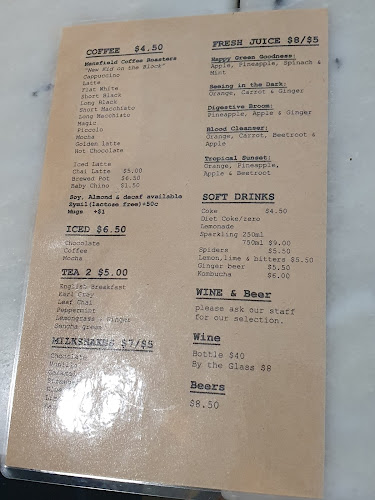 COFFEE $4.50
Mansfield Coffee Roasters
"New Kid on the Block"
Cappuccino
Latte
Flat White
Short Black
Long Black
Short Macchiato
Long Macchiato
Magic
Piccolo
Mocha
Golden latte
Hot Chocolate
Iced Latte
Chai Latte $5.00
Brewed Pot $6.50
Baby Chino $1.50
Soy, Almond & decaf available
Zymil(lactose free)+50c
Mugs +$1
ICED $6.50
Chocolate
Coffee
Mocha
TEA 2 $5.00
English Breakfast
Earl Grey
Leaf Chai
Peppermint
Lemongrass Ginger
Sencha green
MILKSHAKES $7/$5
Chocolate
FRESH JUICE $8/$5
Happy Green Goodness:
Apple, Pineapple, Spinach &
Mint
Seeing in the Dark:
Orange, Carrot & Ginger
Digestive Broom:
Pineapple, Apple & Ginger
Blood Cleanser:
Orange, Carrot, Beetroot &
Apple
Tropical Sunset:
Orange, Pineapple,
Apple & Beetroot
SOFT DRINKS
Coke $4.50
Diet Coke/zero
Lemonade
Sparkling 250ml
750ml $9.00
Spiders $5.50
Lemon,lime & bitters $5.50
Ginger beer $5.50
Kombucha $6.00
WINE & Beer
please ask our staff
for our selection.
Wine
Bottle $40
By the Glass $8
Beers
$8.50